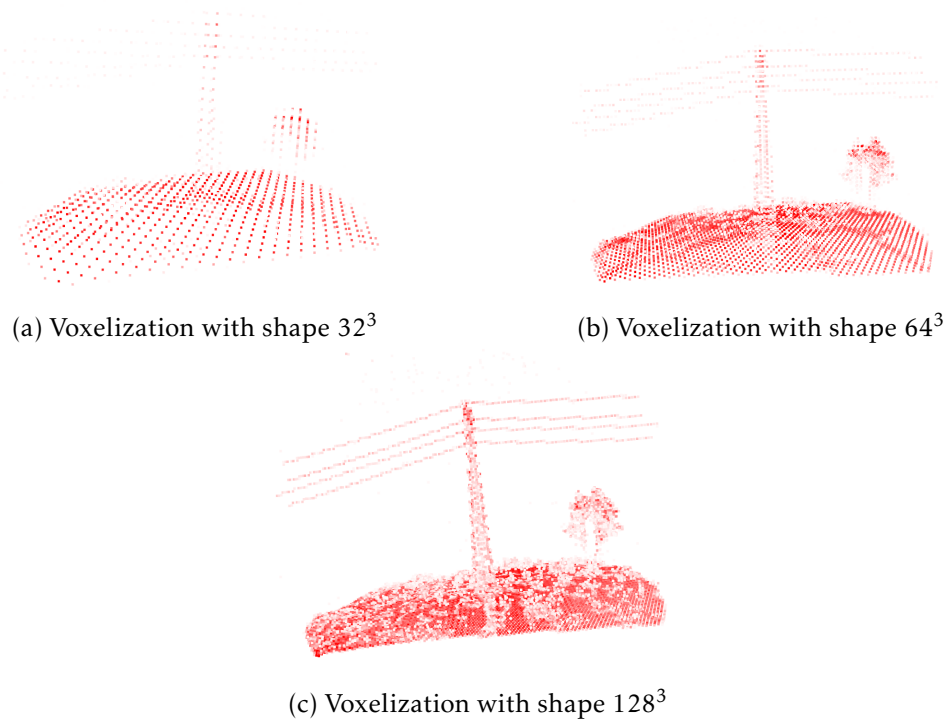 (a) Voxelization with shape 32³
(b) Voxelization with shape 64³
(c) Voxelization with shape 128³